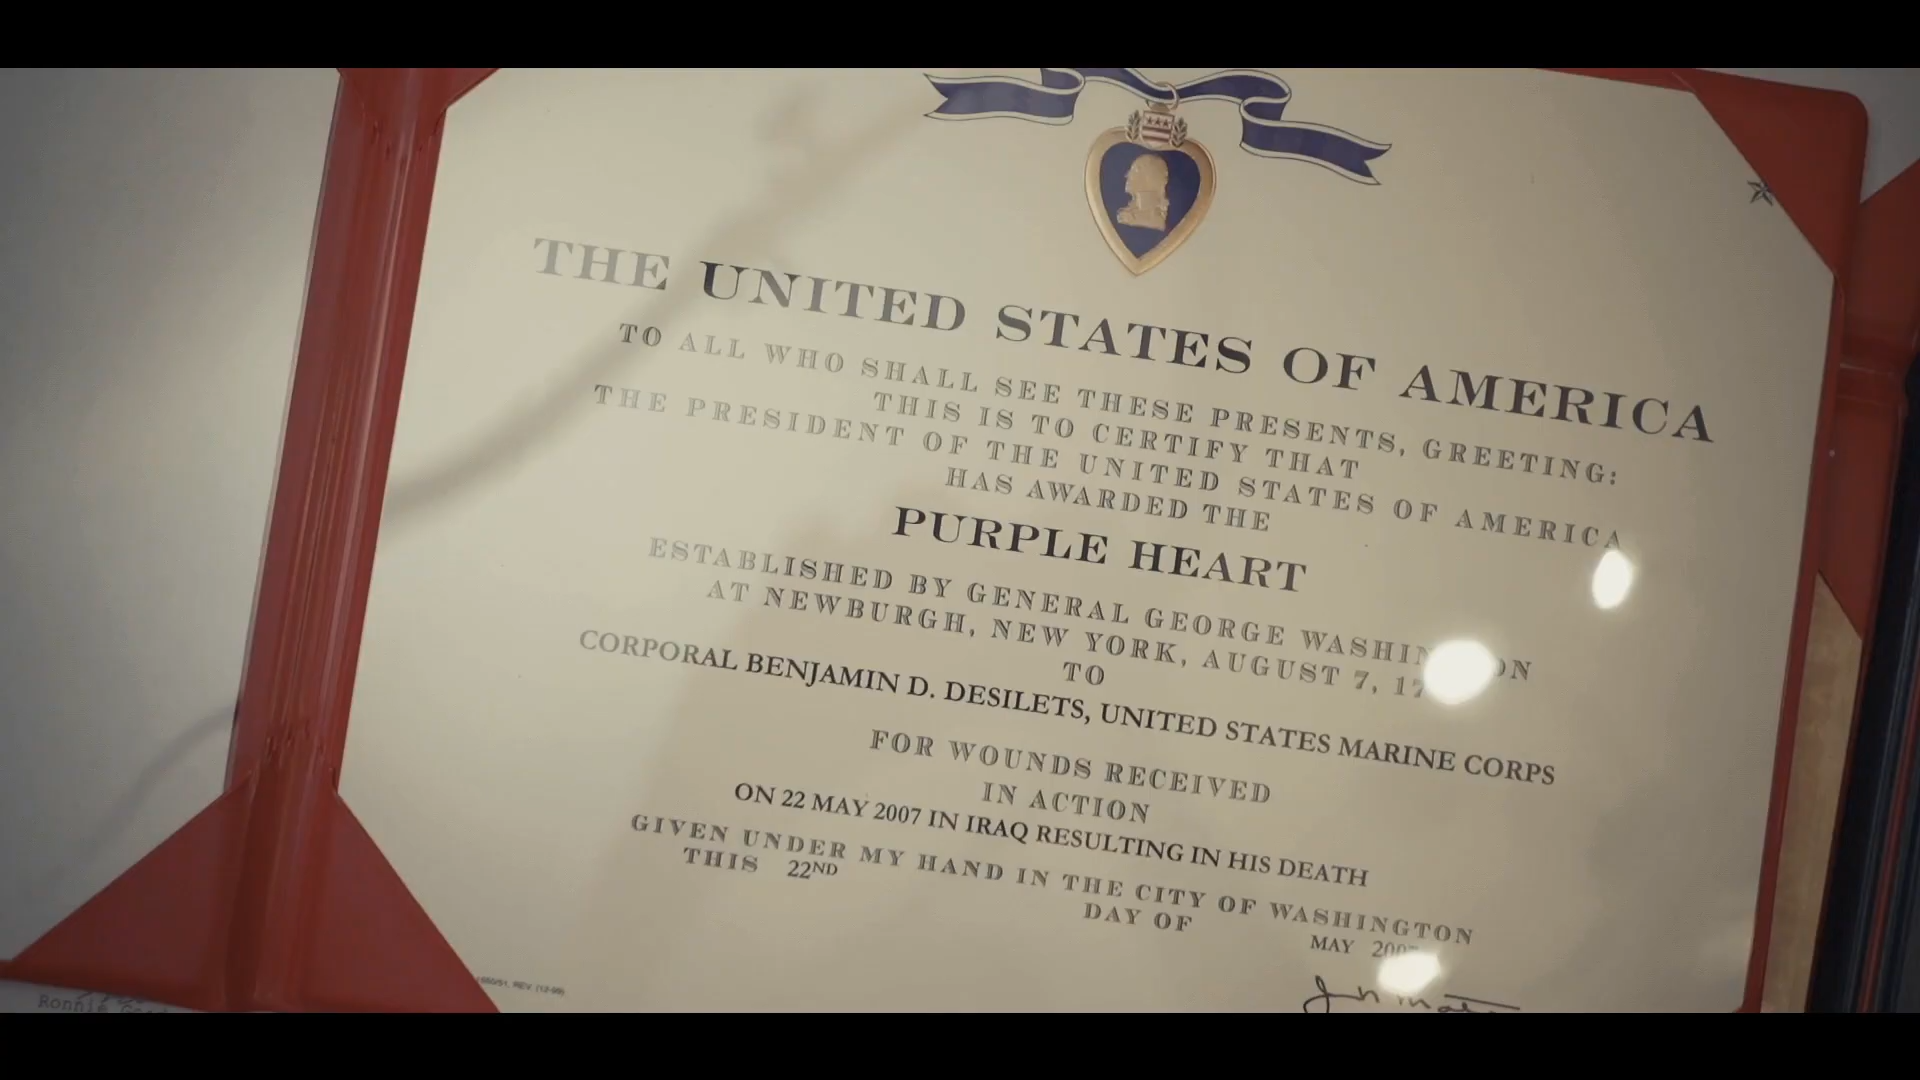 THE UNITED STATES OF AMERICA
TO ALL WHO SHALL SEE THESE PRESENTS, GREETING:
THIS IS TO CERTIFY THAT
THE PRESIDENT OF THE UNITED STATES OF AMERICA
HAS AWARDED THE
PURPLE HEART
ESTABLISHED BY GENERAL GEORGE
AT NEWBURGH, NEW YORK, AUGUST 7,
TO
CORPORAL BENJAMIN D. DESILETS, UNITED STATES MARINE CORPS
FOR WOUNDS RECEIVED
IN ACTION
ON 22 MAY 2007 IN IRAQ RESULTING IN HIS DEATH
GIVEN UNDER MY HAND IN THE CITY OF WASHINGTON
THIS 22ND DAY OF MAY
REV. (12-99)
Ronnie